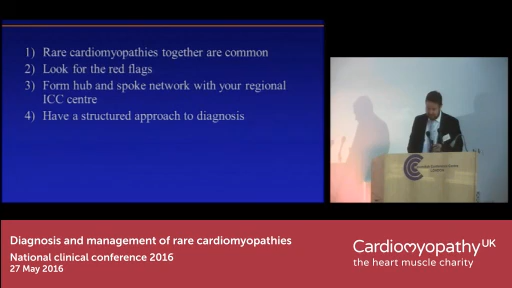 1) Rare cardiomyopathies together are common
2) Look for the red flags
3) Form hub and spoke network with your regional
ICC centre
4) Have a structured approach to diagnosis
Diagnosis and management of rare cardiomyopathies
National clinical conference 2016
27 May 2016
Cardiomyopathy UK
the heart muscle charity